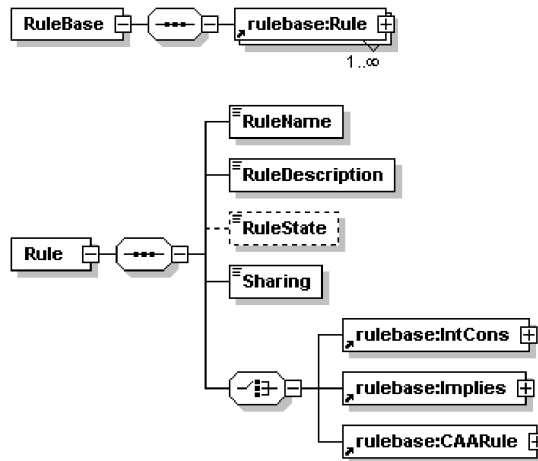 RuleBase
rulebase:Rule
1..∞
RuleName
RuleDescription
RuleState
Rule
Sharing
rulebase:IntCons
rulebase:Implies
rulebase:CAARule